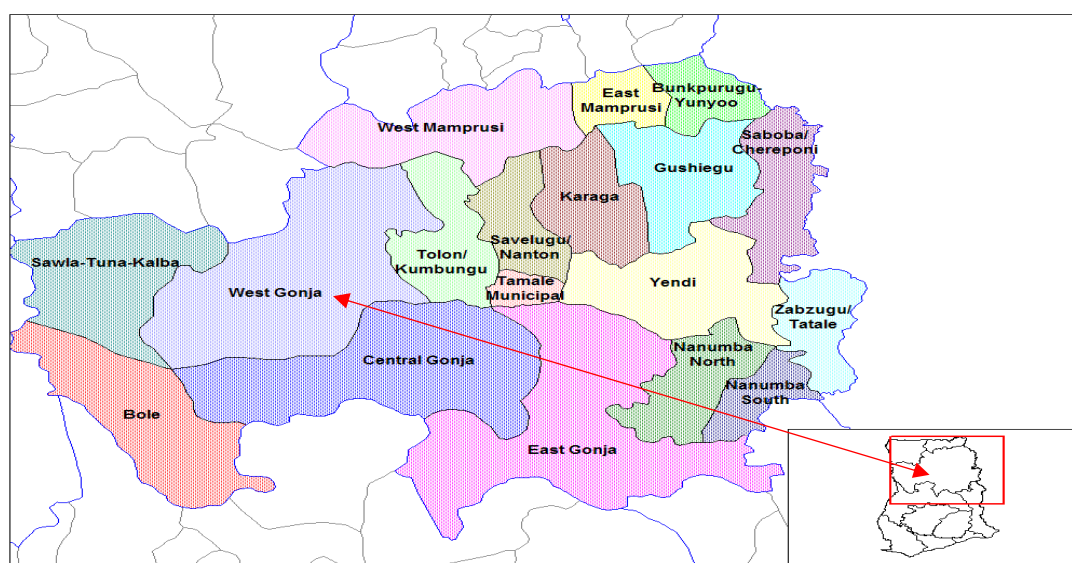 East
Mamprusi
Bunkpurugu-
Yunyoo
West Mamprusi
Saboba/
Chereponi
Gushiegu
Karaga
Savelugu/
Nanton
Tolon/
Kumbungu
Sawla-Tuna-Kalba
West Gonja
Tamale
Municipal
Yendi
Zabzugu/
Tatale
Central Gonja
Nanumba
North
Nanumba
South
Bole
East Gonja